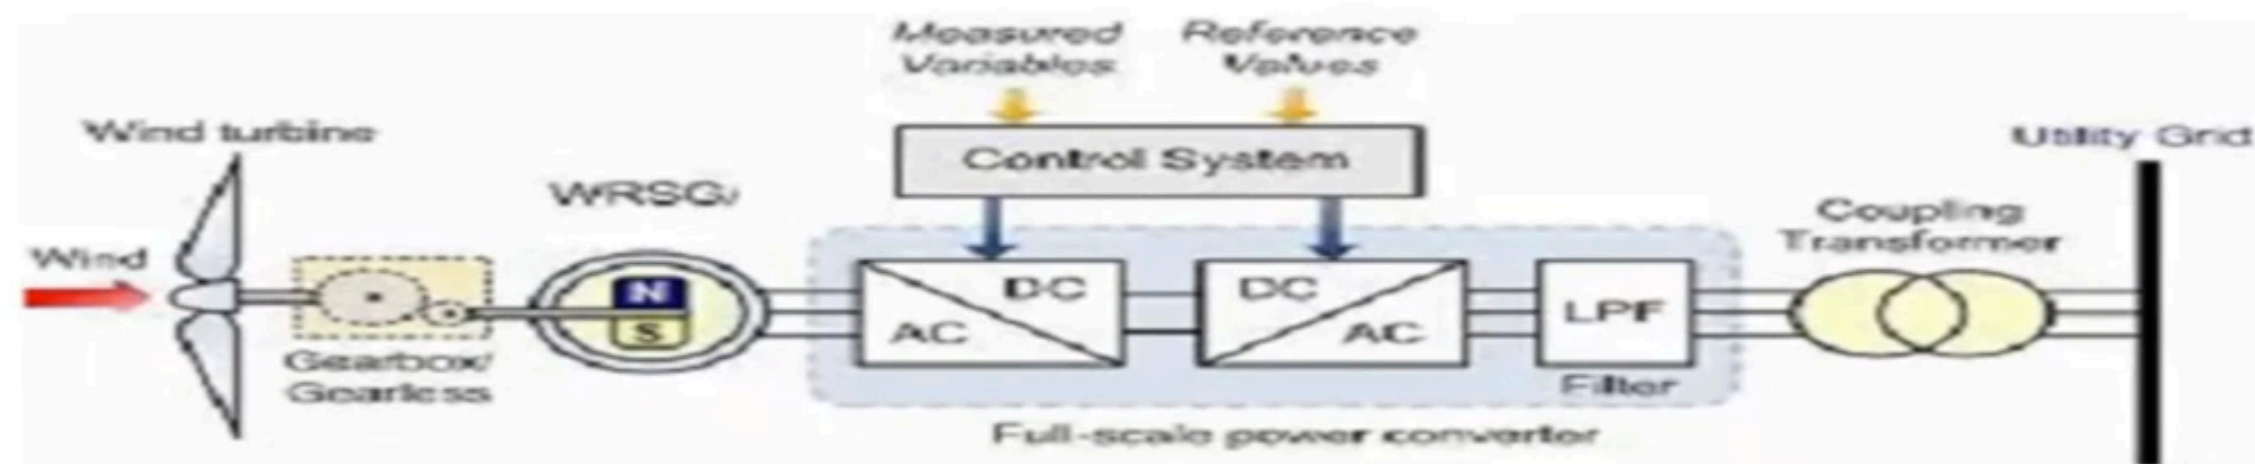 Measured
Variables
Reference
Values
Wind turbine
Control System
Utility Grid
WRSG/
Coupling
Transformer
Wind
N
S
DC
AC
DC
AC
LPF
Gearbox/
Gearless
Filter
Full-scale power converter